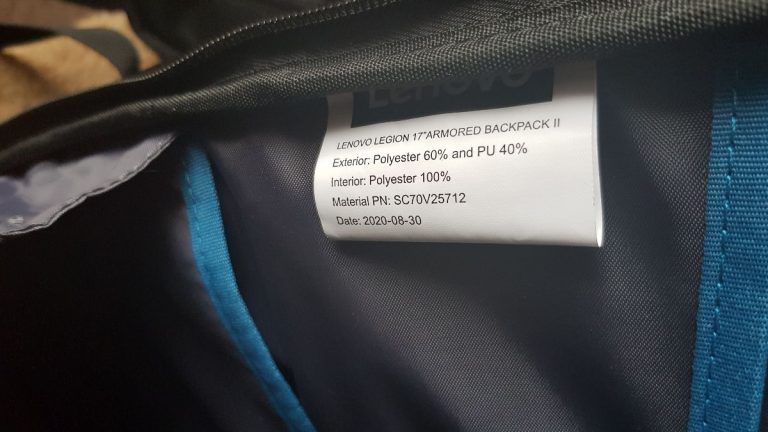 Lenovo
LENOVO LEGION 17"ARMORED BACKPACK II
Exterior: Polyester 60% and PU 40%
Interior: Polyester 100%
Material PN: SC70V25712
Date: 2020-08-30